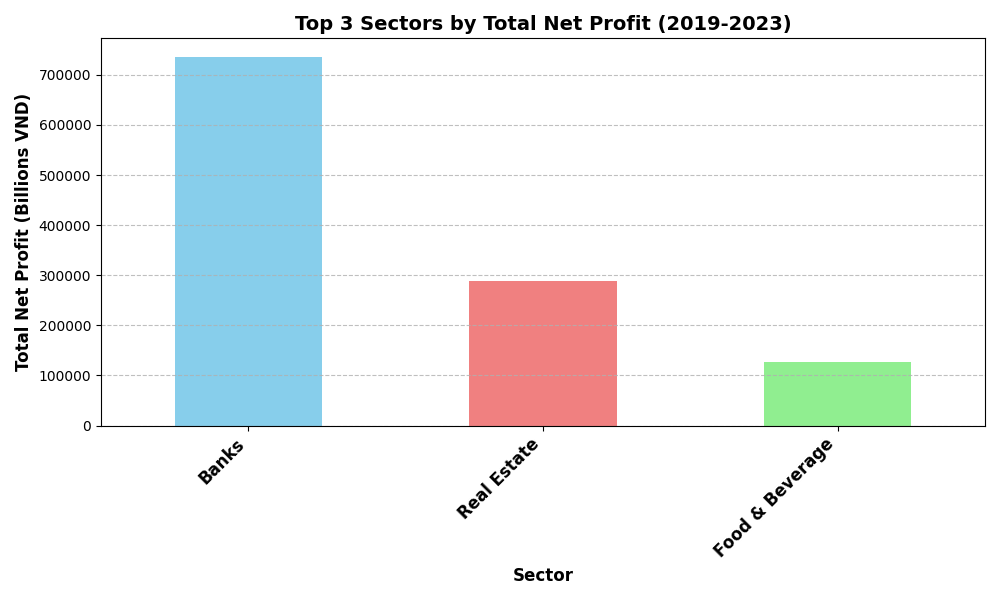 Top 3 Sectors by Total Net Profit (2019-2023)
Total Net Profit (Billions VND)
700000
600000
500000
400000
300000
200000
100000
0
Banks
Real Estate
Food & Beverage
Sector